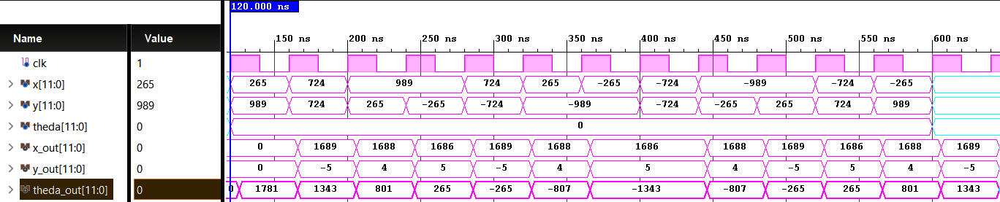 120.000 ns
Name Value 150 ns 200 ns 250 ns 300 ns 350 ns 400 ns 450 ns 500 ns 550 ns 600 ns
clk 1
x[11:0] 265 265 724 989 724 265 -265 -724 -989 -724 -265
y[11:0] 989 989 724 265 -265 -724 -989 -724 -265 265 724 989
theda[11:0] 0 0
x_out[11:0] 0 0 1689 1688 1686 1689 1688 1686 1688 1689 1686 1688 1689
y_out[11:0] 0 0 -5 4 5 -5 4 5 4 -5 5 4 -5
theda_out[11:0] 0 0 1781 1343 801 265 -265 -807 -1343 -807 -265 265 801 1343